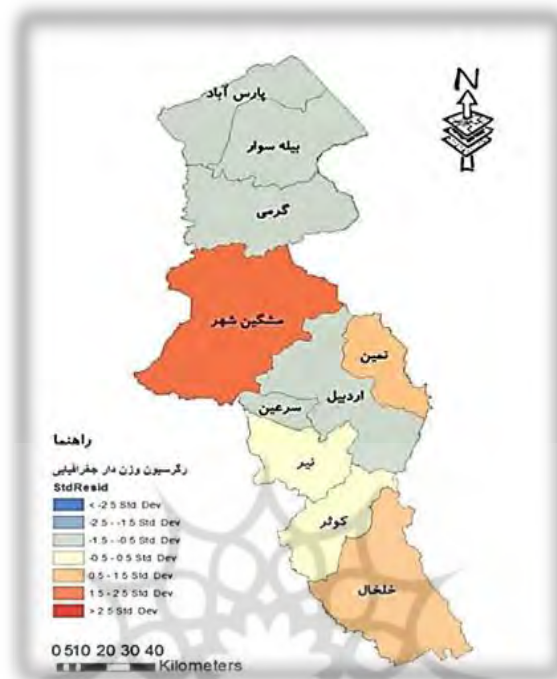 N
پارس آباد
بیله سوار
گرمی
مشگین شهر
نمین
اردبیل
سرعین
نیر
کوثر
خلخال
راهنما
رگرسیون وزن دار جغرافیایی
StdResid
< -2.5 Std. Dev.
-2.5 - -1.5 Std. Dev.
-1.5 - -0.5 Std. Dev.
-0.5 - 0.5 Std. Dev.
0.5 - 1.5 Std. Dev.
1.5 - 2.5 Std. Dev.
> 2.5 Std. Dev.
0 5 10 20 30 40
Kilometers